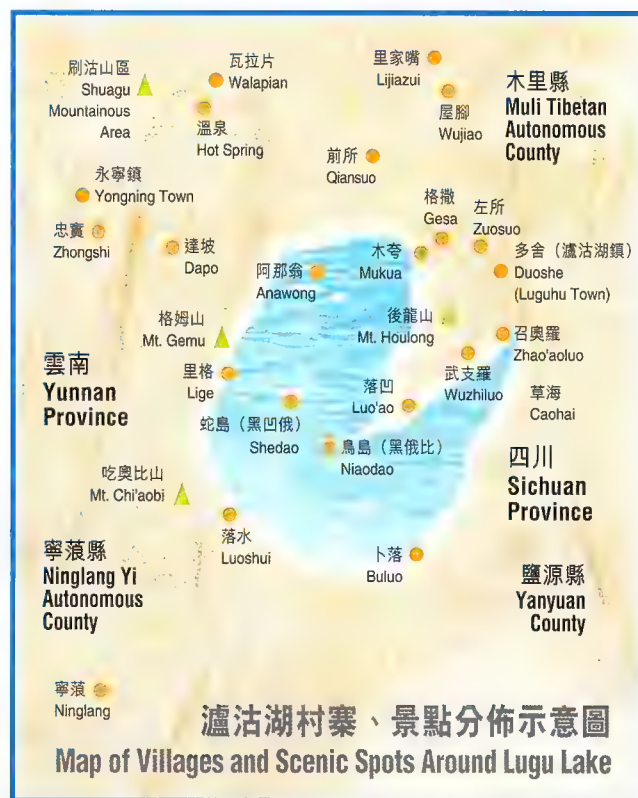 刷沽山區
Shuagu
Mountainous
Area
瓦拉片
Walapian
溫泉
Hot Spring
里家嘴
Lijiazui
屋腳
Wujiao
木里縣
Muli Tibetan
Autonomous
County
前所
Qiansuo
永寧鎮
Yongning Town
忠實
Zhongshi
達坡
Dapo
格撒
Gesa
左所
Zuosuo
木夸
Mukua
多舍（瀘沽湖鎮）
Duoshe
(Luguhu Town)
阿那翁
Anawong
後龍山
Mt. Houlong
格姆山
Mt. Gemu
召奧羅
Zhao'aoluo
武支羅
Wuzhiluo
雲南
Yunnan
Province
里格
Lige
落凹
Luo'ao
草海
Caohai
蛇島（黑凹俄）
Shedao
鳥島（黑俄比）
Niaodao
四川
Sichuan
Province
吃奧比山
Mt. Chi'aobi
落水
Luoshui
卜落
Buluo
寧蒗縣
Ninglang Yi
Autonomous
County
鹽源縣
Yanyuan
County
寧蒗
Ninglang
瀘沽湖村寨、景點分佈示意圖
Map of Villages and Scenic Spots Around Lugu Lake